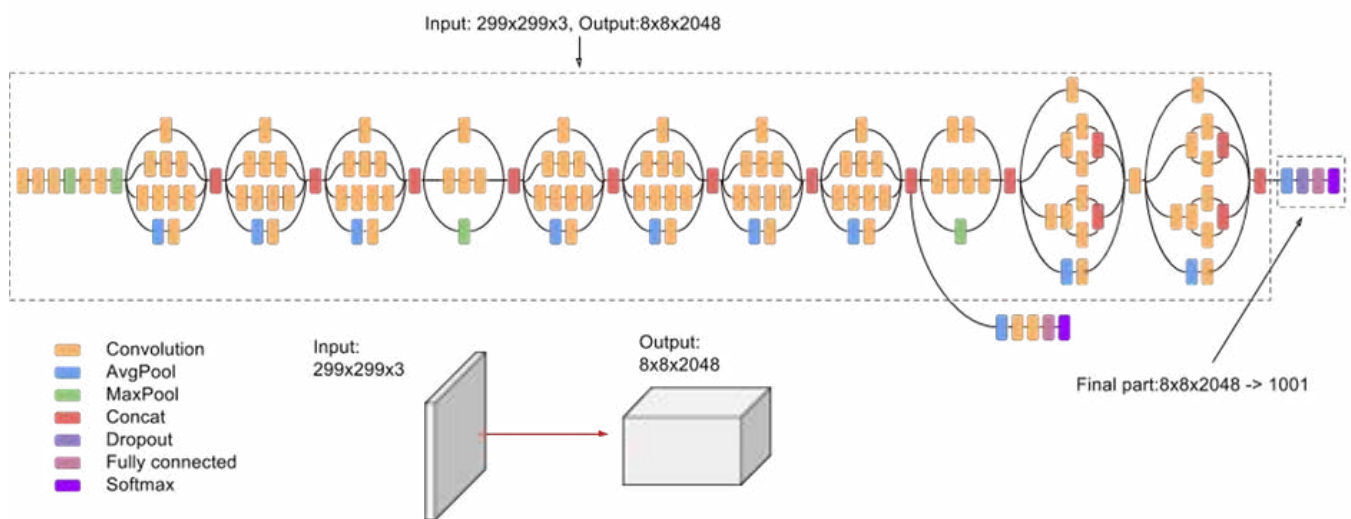 Input: 299x299x3, Output:8x8x2048
Convolution
AvgPool
MaxPool
Concat
Dropout
Fully connected
Softmax
Input:
299x299x3
Output:
8x8x2048
Final part:8x8x2048 -> 1001